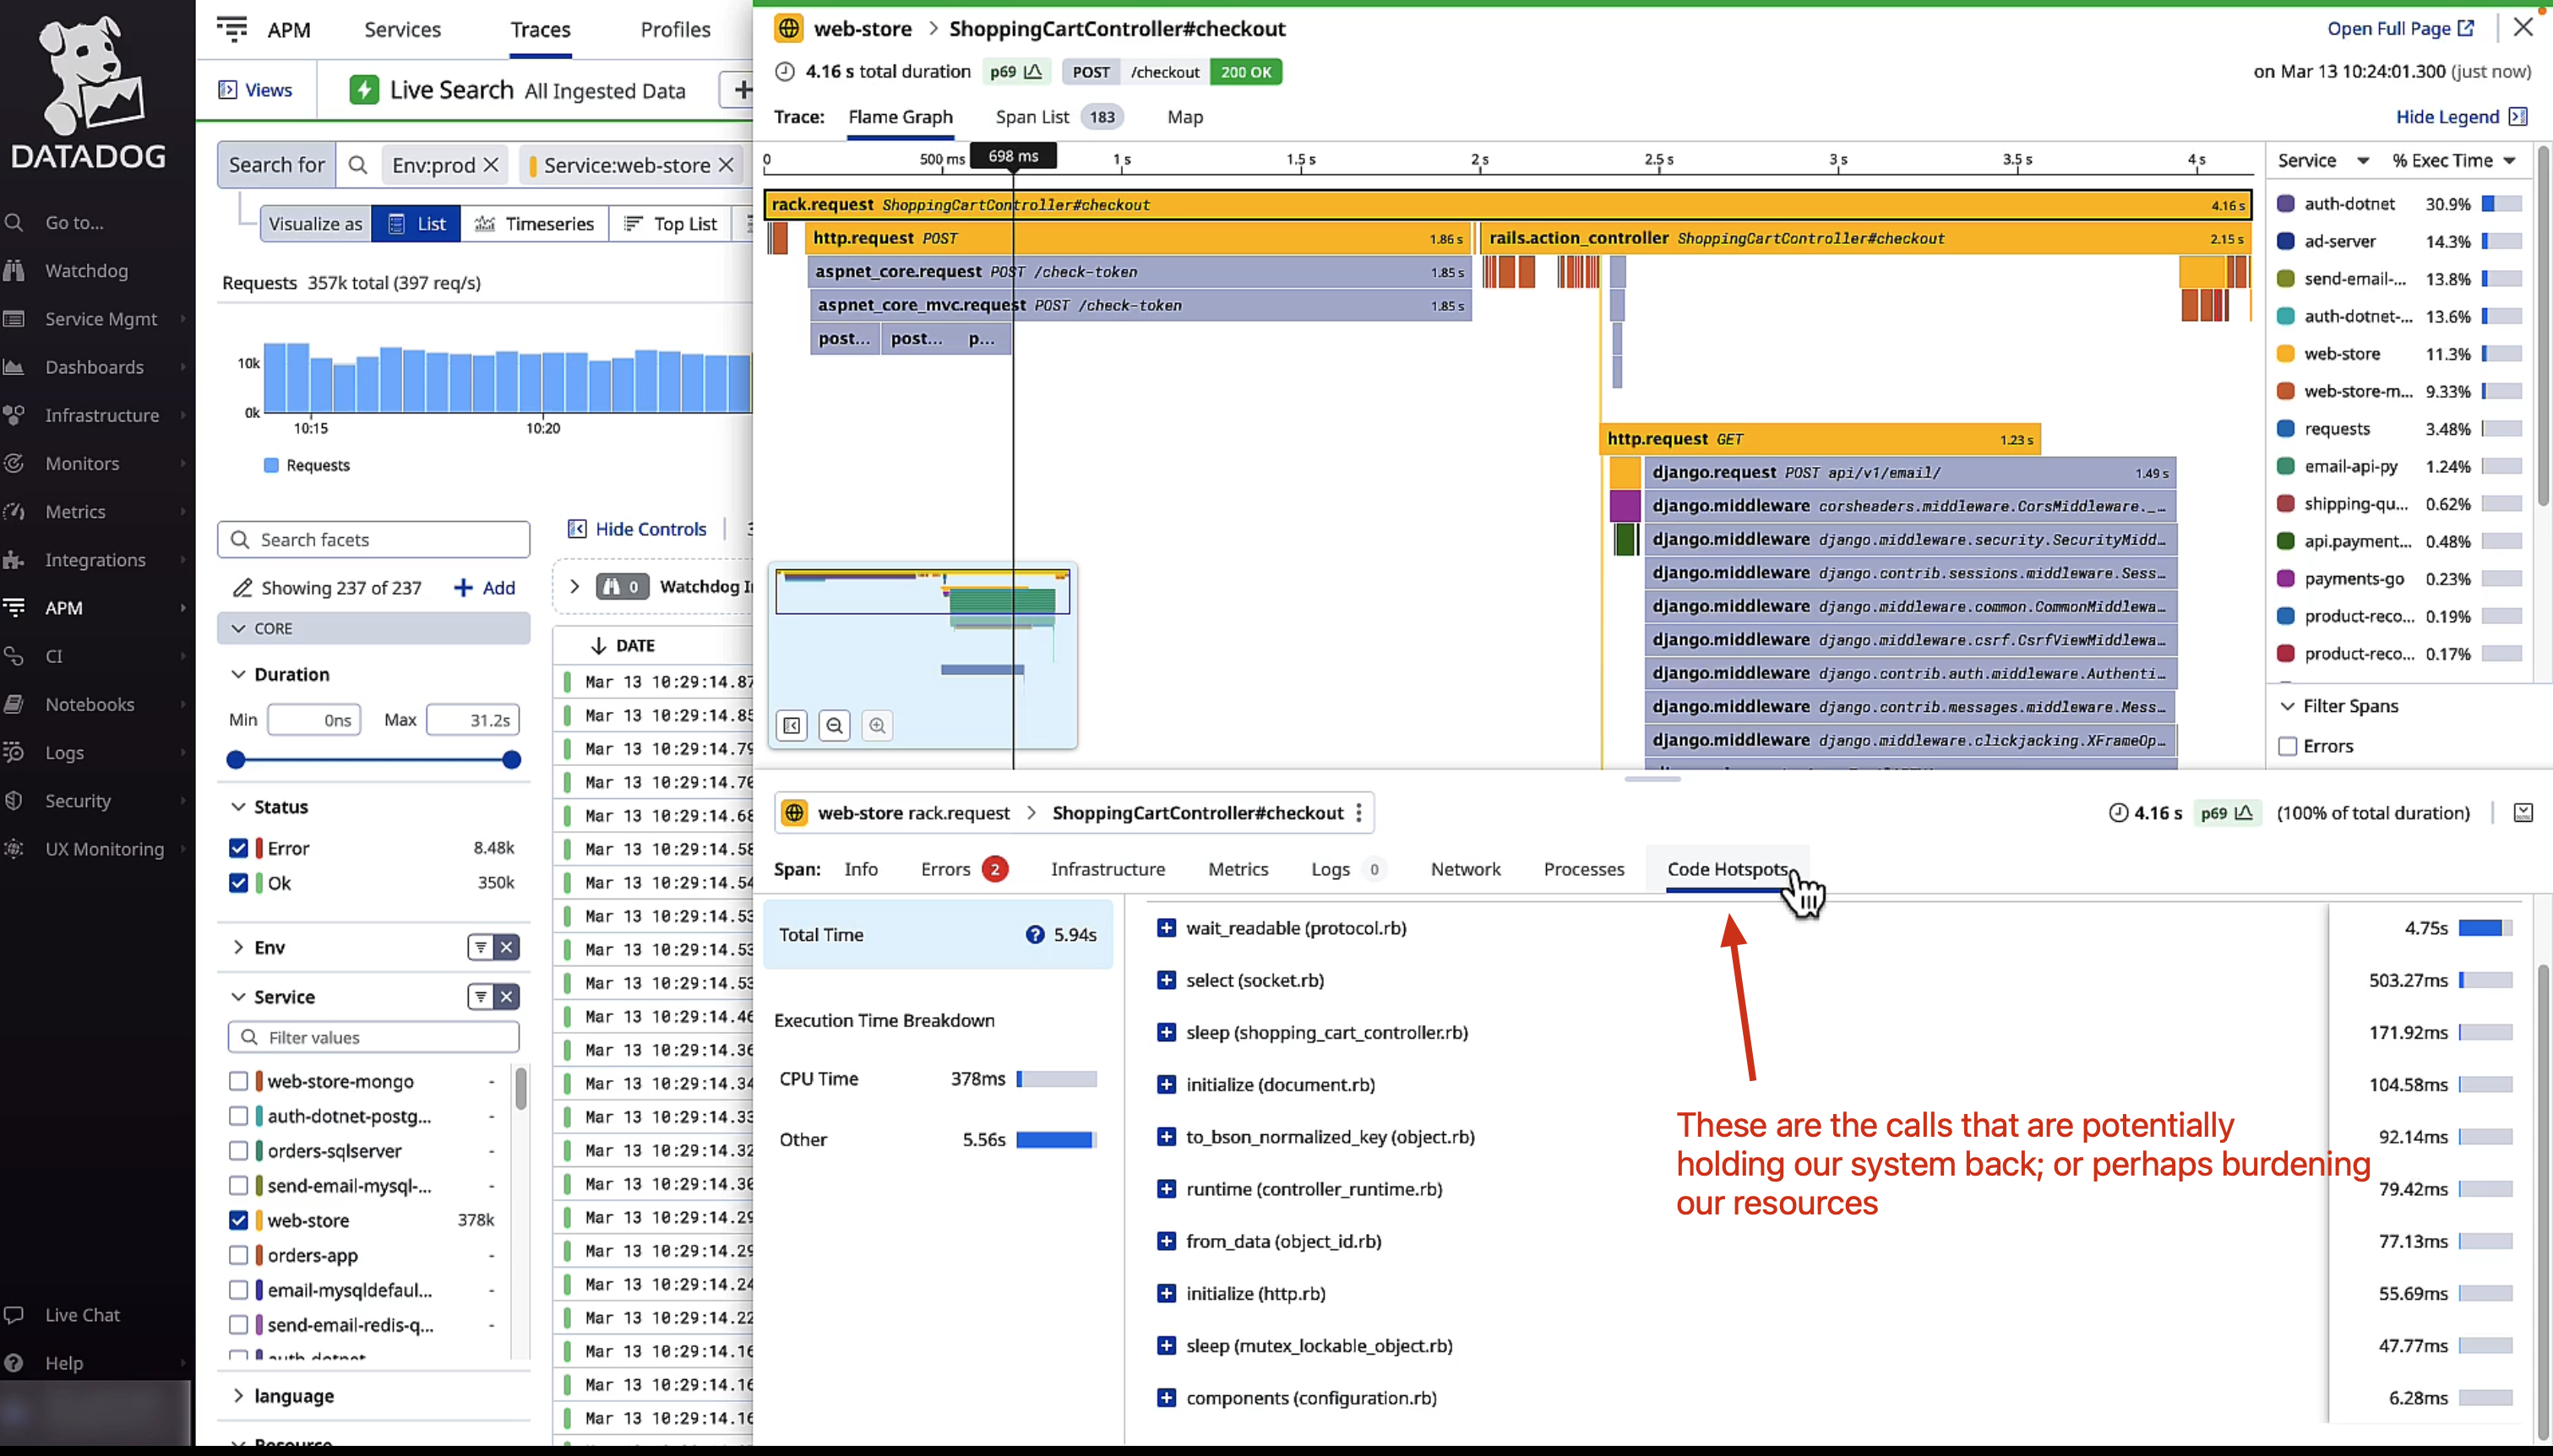 DATADOG
Go to...
Watchdog
Service Mgmt
Dashboards
Infrastructure
Monitors
Metrics
Integrations
APM
CI
Notebooks
Logs
Security
UX Monitoring
Live Chat
Help
APM Services Traces Profiles
Views Live Search All Ingested Data
Search for Env:prod Service:web-store
Visualize as List Timeseries Top List
Requests 357k total (397 req/s)
10k
0k
10:15 10:20
Requests
Search facets
Hide Controls
Showing 237 of 237 Add
0 Watchdog
CORE
DATE
Duration
Min 0ns Max 31.2s
Status
Error 8.48k
Ok 350k
Env
Service
Filter values
web-store-mongo -
auth-dotnet-postg... -
orders-sqlserver -
send-email-mysql-... -
web-store 378k
orders-app -
email-mysqldefaul... -
send-email-redis-q... -
language
Mar 13 10:29:14.87
Mar 13 10:29:14.85
Mar 13 10:29:14.79
Mar 13 10:29:14.70
Mar 13 10:29:14.68
Mar 13 10:29:14.58
Mar 13 10:29:14.54
Mar 13 10:29:14.53
Mar 13 10:29:14.53
Mar 13 10:29:14.53
Mar 13 10:29:14.46
Mar 13 10:29:14.36
Mar 13 10:29:14.34
Mar 13 10:29:14.33
Mar 13 10:29:14.32
Mar 13 10:29:14.30
Mar 13 10:29:14.29
Mar 13 10:29:14.29
Mar 13 10:29:14.24
Mar 13 10:29:14.22
Mar 13 10:29:14.16
Mar 13 10:29:14.16
Mar 13 10:29:14.16
web-store > ShoppingCartController#checkout
Open Full Page
4.16 s total duration p69 POST /checkout 200 OK
on Mar 13 10:24:01.300 (just now)
Trace: Flame Graph Span List 183 Map
Hide Legend
0 500 ms 698 ms 1 s 1.5 s 2 s 2.5 s 3 s 3.5 s 4 s
rack.request ShoppingCartController#checkout 4.16 s
http.request POST 1.86 s rails.action_controller ShoppingCartController#checkout 2.15 s
aspnet_core.request POST /check-token 1.85 s
aspnet_core_mvc.request POST /check-token 1.85 s
post... post... p...
http.request GET 1.23 s
django.request POST api/v1/email/ 1.49 s
django.middleware corsheaders.middleware.CorsMiddleware._...
django.middleware django.middleware.security.SecurityMidd...
django.middleware django.contrib.sessions.middleware.Sess...
django.middleware django.middleware.common.CommonMiddlewa...
django.middleware django.middleware.csrf.CsrfViewMiddlewa...
django.middleware django.contrib.auth.middleware.Authenti...
django.middleware django.contrib.messages.middleware.Mess...
django.middleware django.middleware.clickjacking.XFrameOp...
Service % Exec Time
auth-dotnet 30.9%
ad-server 14.3%
send-email-... 13.8%
auth-dotnet-... 13.6%
web-store 11.3%
web-store-m... 9.33%
requests 3.48%
email-api-py 1.24%
shipping-qu... 0.62%
api.payment... 0.48%
payments-go 0.23%
product-reco... 0.19%
product-reco... 0.17%
Filter Spans
Errors
web-store rack.request > ShoppingCartController#checkout
4.16 s p69 (100% of total duration)
Span: Info Errors 2 Infrastructure Metrics Logs 0 Network Processes Code Hotspots
Total Time 5.94s
Execution Time Breakdown
CPU Time 378ms
Other 5.56s
wait_readable (protocol.rb) 4.75s
select (socket.rb) 503.27ms
sleep (shopping_cart_controller.rb) 171.92ms
initialize (document.rb) 104.58ms
to_bson_normalized_key (object.rb) 92.14ms
runtime (controller_runtime.rb) 79.42ms
from_data (object_id.rb) 77.13ms
initialize (http.rb) 55.69ms
sleep (mutex_lockable_object.rb) 47.77ms
components (configuration.rb) 6.28ms
These are the calls that are potentially
holding our system back; or perhaps burdening
our resources